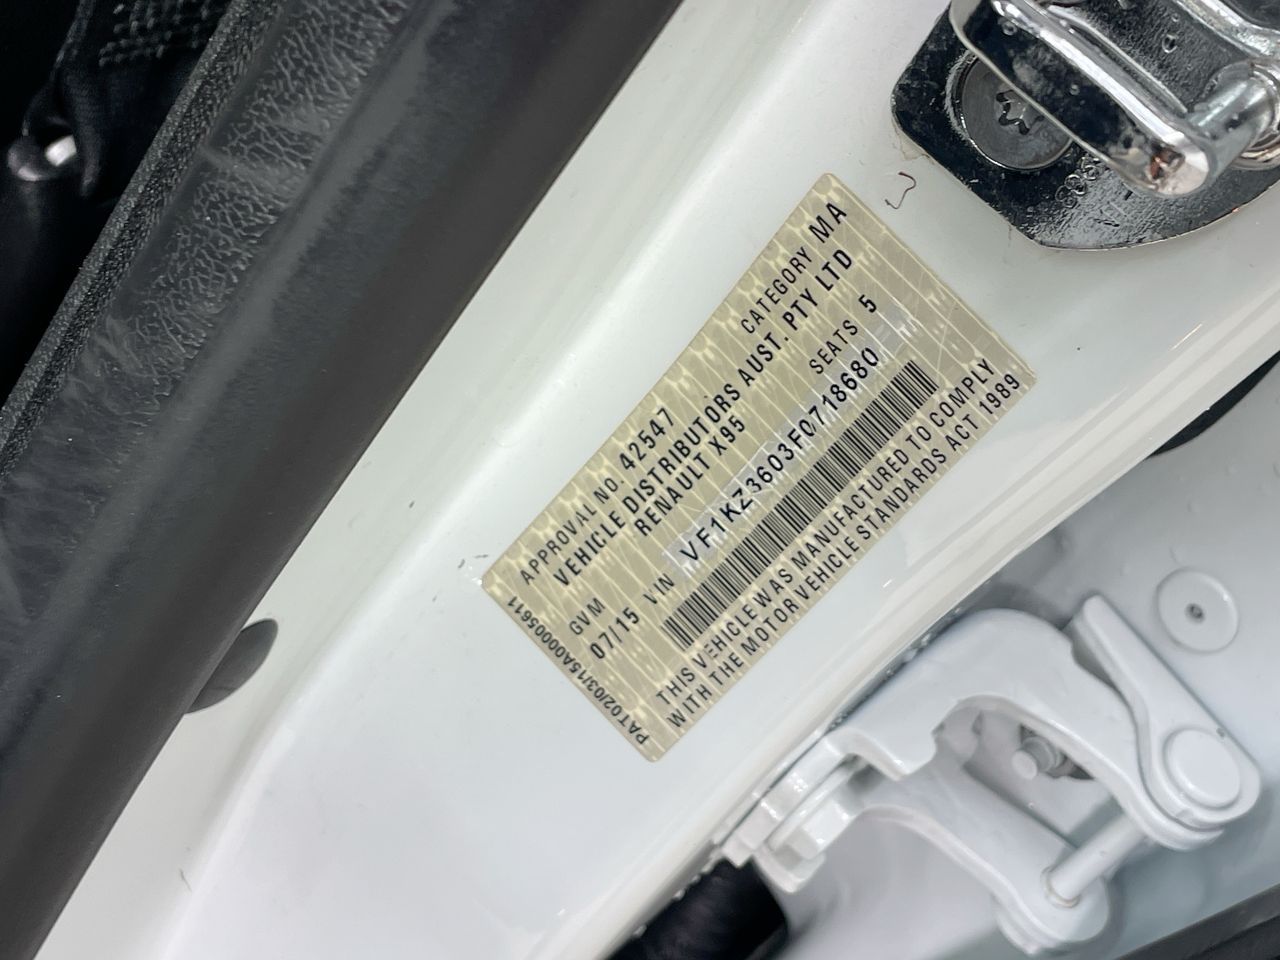 APPROVAL NO. 42547 CATEGORY MA
VEHICLE DISTRIBUTORS AUST. PTY LTD
RENAULT X95
GVM SEATS 5
07/15 VIN VF1KZ3603FC718680
THIS VEHICLE WAS MANUFACTURED TO COMPLY
WITH THE MOTOR VEHICLE STANDARDS ACT 1989
PAT02/03/15A00005611